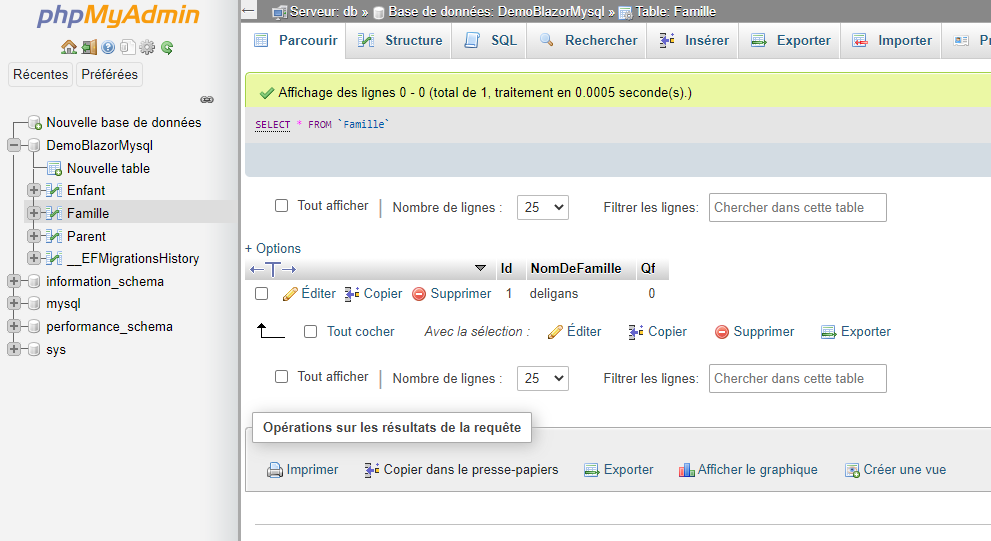 phpMyAdmin
Récentes Préférées
Nouvelle base de données
DemoBlazorMysql
Nouvelle table
Enfant
Famille
Parent
__EFMigrationsHistory
information_schema
mysql
performance_schema
sys
Serveur: db » Base de données: DemoBlazorMysql » Table: Famille
Parcourir Structure SQL Rechercher Insérer Exporter Importer
Affichage des lignes 0 - 0 (total de 1, traitement en 0.0005 seconde(s).)
SELECT * FROM `Famille`
Tout afficher Nombre de lignes : 25 Filtrer les lignes: Chercher dans cette table
+ Options
Id NomDeFamille Qf
Éditer Copier Supprimer 1 deligans 0
Tout cocher Avec la sélection : Éditer Copier Supprimer Exporter
Tout afficher Nombre de lignes : 25 Filtrer les lignes: Chercher dans cette table
Opérations sur les résultats de la requête
Imprimer Copier dans le presse-papiers Exporter Afficher le graphique Créer une vue